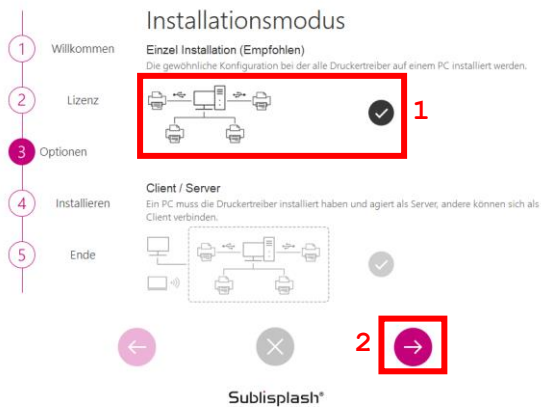 Installationsmodus
1 Willkommen
Einzel Installation (Empfohlen)
Die gewöhnliche Konfiguration bei der alle Druckertreiber auf einem PC installiert werden.
2 Lizenz
1
3 Optionen
Client / Server
4 Installieren
Ein PC muss die Druckertreiber installiert haben und agiert als Server, andere können sich als
Client verbinden.
5 Ende
2
Sublisplash®